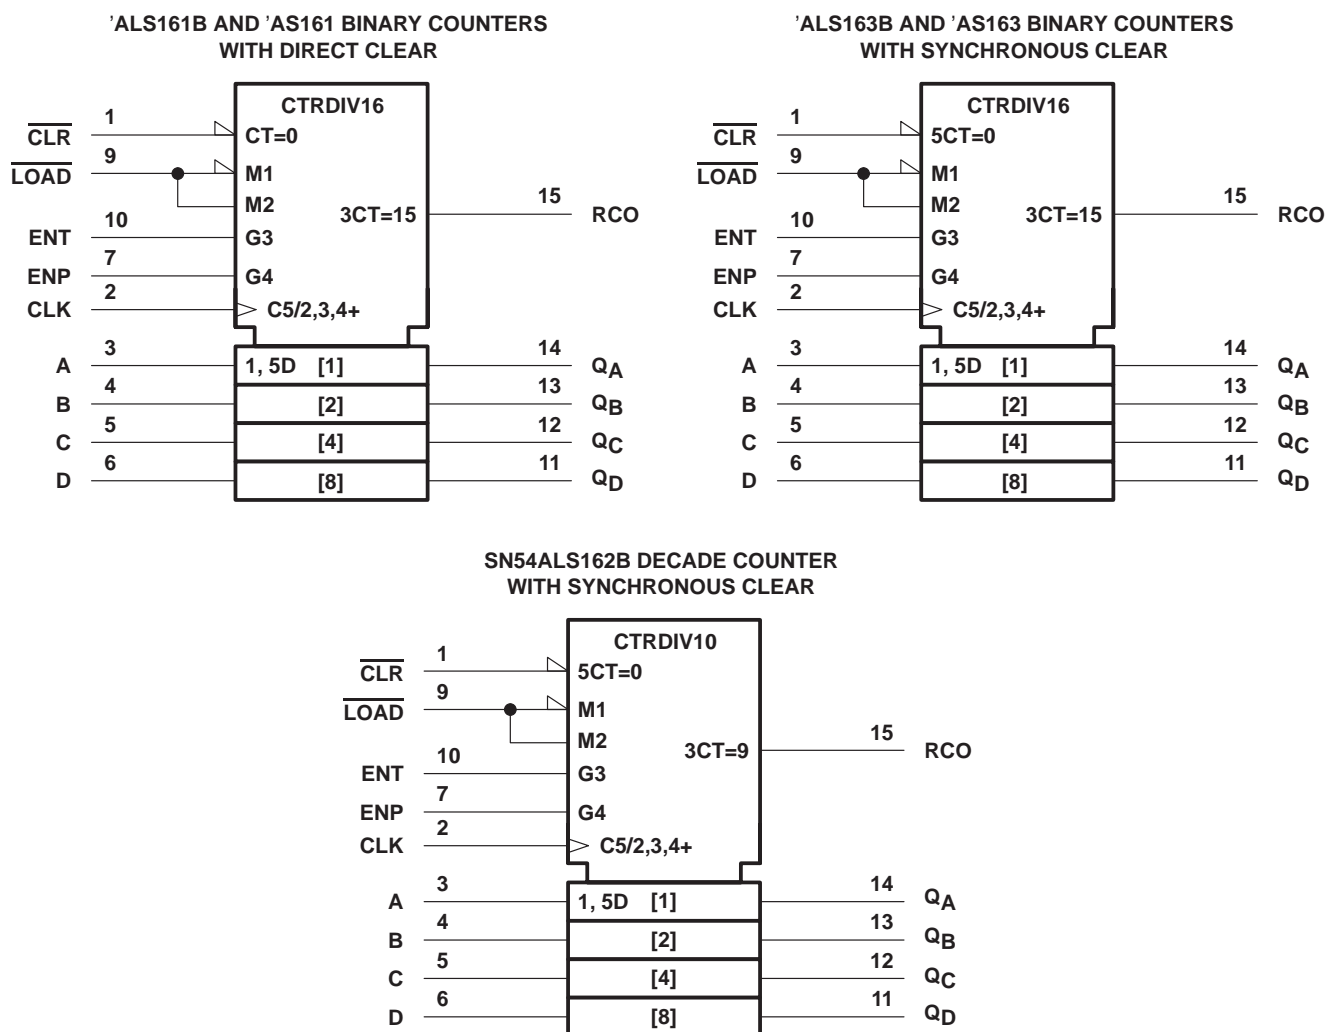 'ALS161B AND 'AS161 BINARY COUNTERS
WITH DIRECT CLEAR
CTRDIV16
CLR 1 CT=0
LOAD 9 M1
M2
3CT=15 15 RCO
ENT 10 G3
ENP 7 G4
CLK 2 C5/2,3,4+
A 3 1, 5D [1] 14 QA
B 4 [2] 13 QB
C 5 [4] 12 QC
D 6 [8] 11 QD
'ALS163B AND 'AS163 BINARY COUNTERS
WITH SYNCHRONOUS CLEAR
CTRDIV16
CLR 1 5CT=0
LOAD 9 M1
M2
3CT=15 15 RCO
ENT 10 G3
ENP 7 G4
CLK 2 C5/2,3,4+
A 3 1, 5D [1] 14 QA
B 4 [2] 13 QB
C 5 [4] 12 QC
D 6 [8] 11 QD
SN54ALS162B DECADE COUNTER
WITH SYNCHRONOUS CLEAR
CTRDIV10
CLR 1 5CT=0
LOAD 9 M1
M2
3CT=9 15 RCO
ENT 10 G3
ENP 7 G4
CLK 2 C5/2,3,4+
A 3 1, 5D [1] 14 QA
B 4 [2] 13 QB
C 5 [4] 12 QC
D 6 [8] 11 QD